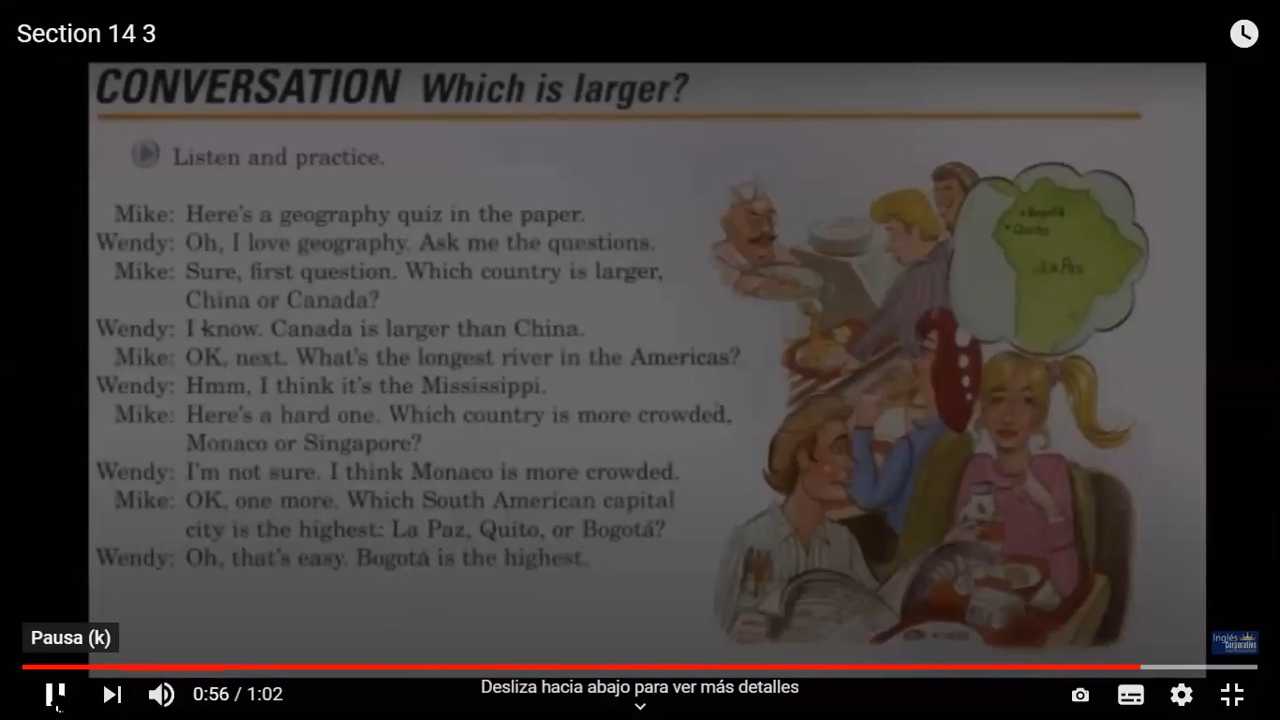 Section 14 3
CONVERSATION Which is larger?
Listen and practice.
Mike: Here's a geography quiz in the paper.
Wendy: Oh, I love geography. Ask me the questions.
Mike: Sure, first question. Which country is larger,
China or Canada?
Wendy: I know. Canada is larger than China.
Mike: OK, next. What's the longest river in the Americas?
Wendy: Hmm, I think it's the Mississippi.
Mike: Here's a hard one. Which country is more crowded,
Monaco or Singapore?
Wendy: I'm not sure. I think Monaco is more crowded.
Mike: OK, one more. Which South American capital
city is the highest: La Paz, Quito, or Bogotá?
Wendy: Oh, that's easy. Bogotá is the highest.
Bogotá
Quito
La Paz
Pausa (k)
Inglés
Corporativo
0:56 / 1:02
Desliza hacia abajo para ver más detalles